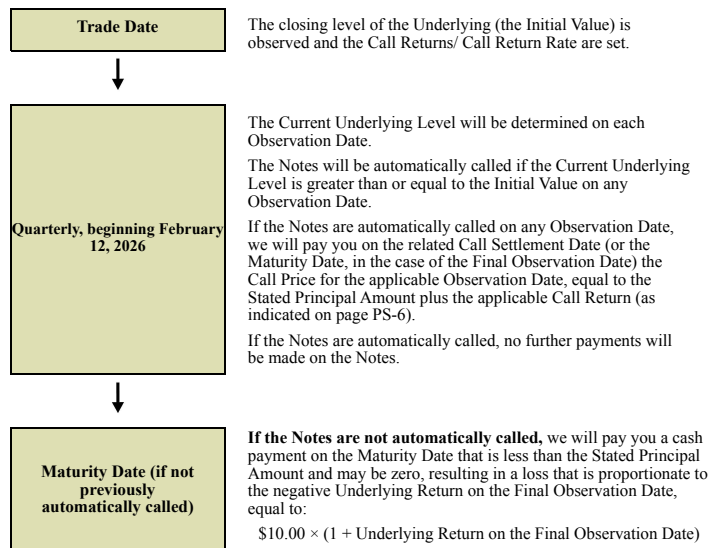 Trade Date
The closing level of the Underlying (the Initial Value) is
observed and the Call Returns/ Call Return Rate are set.
Quarterly, beginning February
12, 2026
The Current Underlying Level will be determined on each
Observation Date.
The Notes will be automatically called if the Current Underlying
Level is greater than or equal to the Initial Value on any
Observation Date.
If the Notes are automatically called on any Observation Date,
we will pay you on the related Call Settlement Date (or the
Maturity Date, in the case of the Final Observation Date) the
Call Price for the applicable Observation Date, equal to the
Stated Principal Amount plus the applicable Call Return (as
indicated on page PS-6).
If the Notes are automatically called, no further payments will
be made on the Notes.
Maturity Date (if not
previously
automatically called)
If the Notes are not automatically called, we will pay you a cash
payment on the Maturity Date that is less than the Stated Principal
Amount and may be zero, resulting in a loss that is proportionate to
the negative Underlying Return on the Final Observation Date,
equal to:
$10.00 × (1 + Underlying Return on the Final Observation Date)